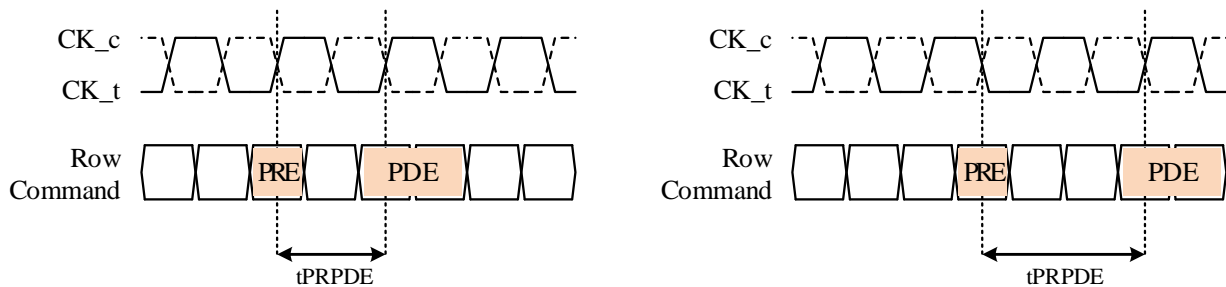 CK_c
CK_t
Row
Command
PRE
PDE
tPRPDE
CK_c
CK_t
Row
Command
PRE
PDE
tPRPDE